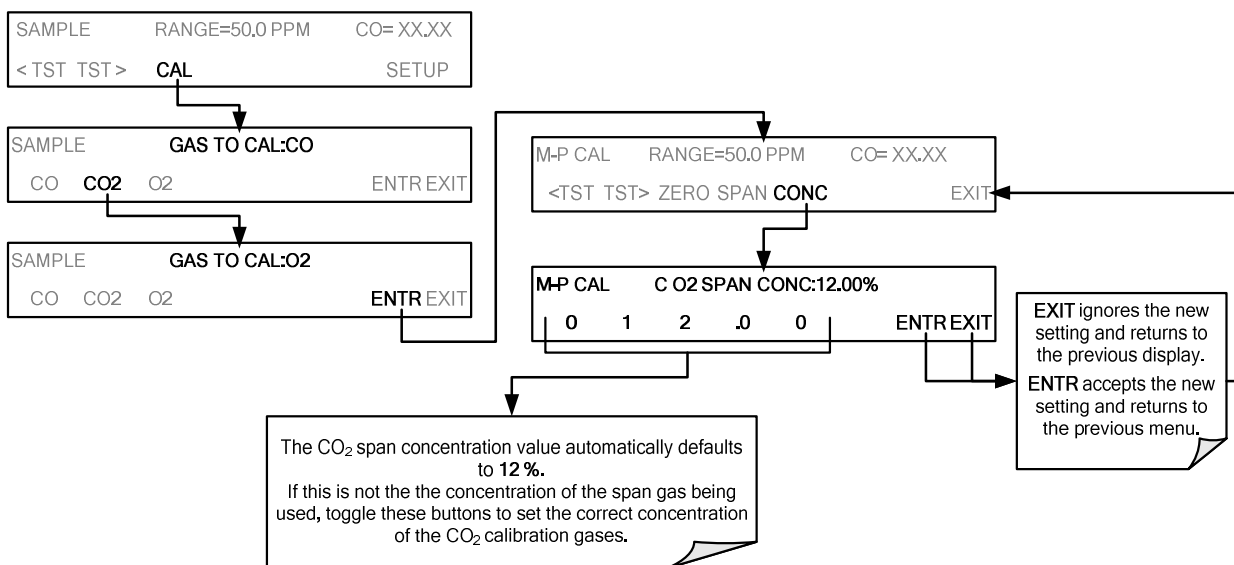 SAMPLE RANGE=50.0 PPM CO= XX.XX
< TST TST > CAL SETUP
SAMPLE GAS TO CAL:CO
CO CO2 O2 ENTR EXIT
SAMPLE GAS TO CAL:O2
CO CO2 O2 ENTR EXIT
M-P CAL RANGE=50.0 PPM CO= XX.XX
<TST TST> ZERO SPAN CONC EXIT
M-P CAL C O2 SPAN CONC:12.00%
0 1 2 .0 0 ENTR EXIT
EXIT ignores the new
setting and returns to
the previous display.
ENTR accepts the new
setting and returns to
the previous menu.
The CO₂ span concentration value automatically defaults
to 12 %.
If this is not the the concentration of the span gas being
used, toggle these buttons to set the correct concentration
of the CO₂ calibration gases.